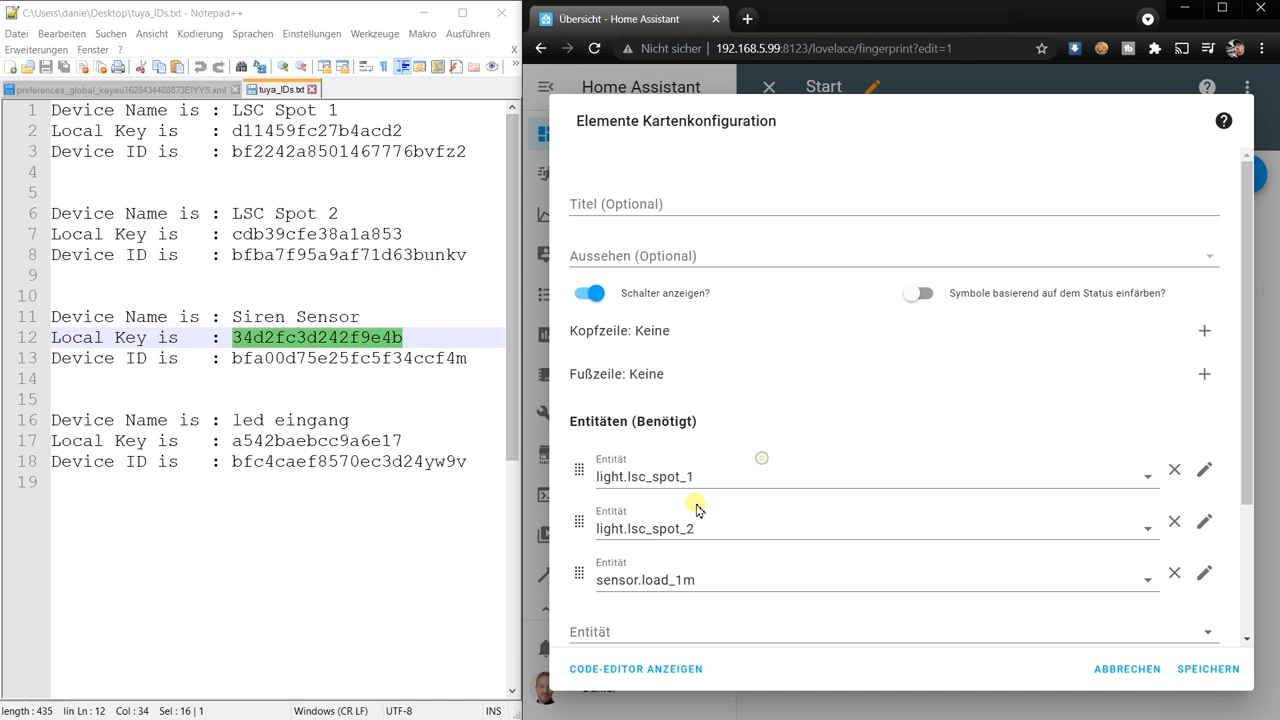 C:\Users\danie\Desktop\tuya_IDs.txt - Notepad++
Datei Bearbeiten Suchen Ansicht Kodierung Sprachen Einstellungen Werkzeuge Makro Ausführen
Erweiterungen Fenster ? X
preferences_global_keyeu1628434488873EIYYS.xml tuya_IDs.txt
1 Device Name is : LSC Spot 1
2 Local Key is : d11459fc27b4acd2
3 Device ID is : bf2242a8501467776bvfz2
4
5
6 Device Name is : LSC Spot 2
7 Local Key is : cdb39cfe38a1a853
8 Device ID is : bfba7f95a9af71d63bunkv
9
10
11 Device Name is : Siren Sensor
12 Local Key is : 34d2fc3d242f9e4b
13 Device ID is : bfa00d75e25fc5f34ccf4m
14
15
16 Device Name is : led eingang
17 Local Key is : a542baebcc9a6e17
18 Device ID is : bfc4caef8570ec3d24yw9v
19
length : 435 lin Ln : 12 Col : 34 Sel : 16 | 1 Windows (CR LF) UTF-8 INS
Übersicht - Home Assistant
Nicht sicher | 192.168.5.99:8123/lovelace/fingerprint?edit=1
Home Assistant Start
Elemente Kartenkonfiguration
Titel (Optional)
Aussehen (Optional)
Schalter anzeigen? Symbole basierend auf dem Status einfärben?
Kopfzeile: Keine
Fußzeile: Keine
Entitäten (Benötigt)
Entität
light.lsc_spot_1
Entität
light.lsc_spot_2
Entität
sensor.load_1m
Entität
CODE-EDITOR ANZEIGEN ABBRECHEN SPEICHERN